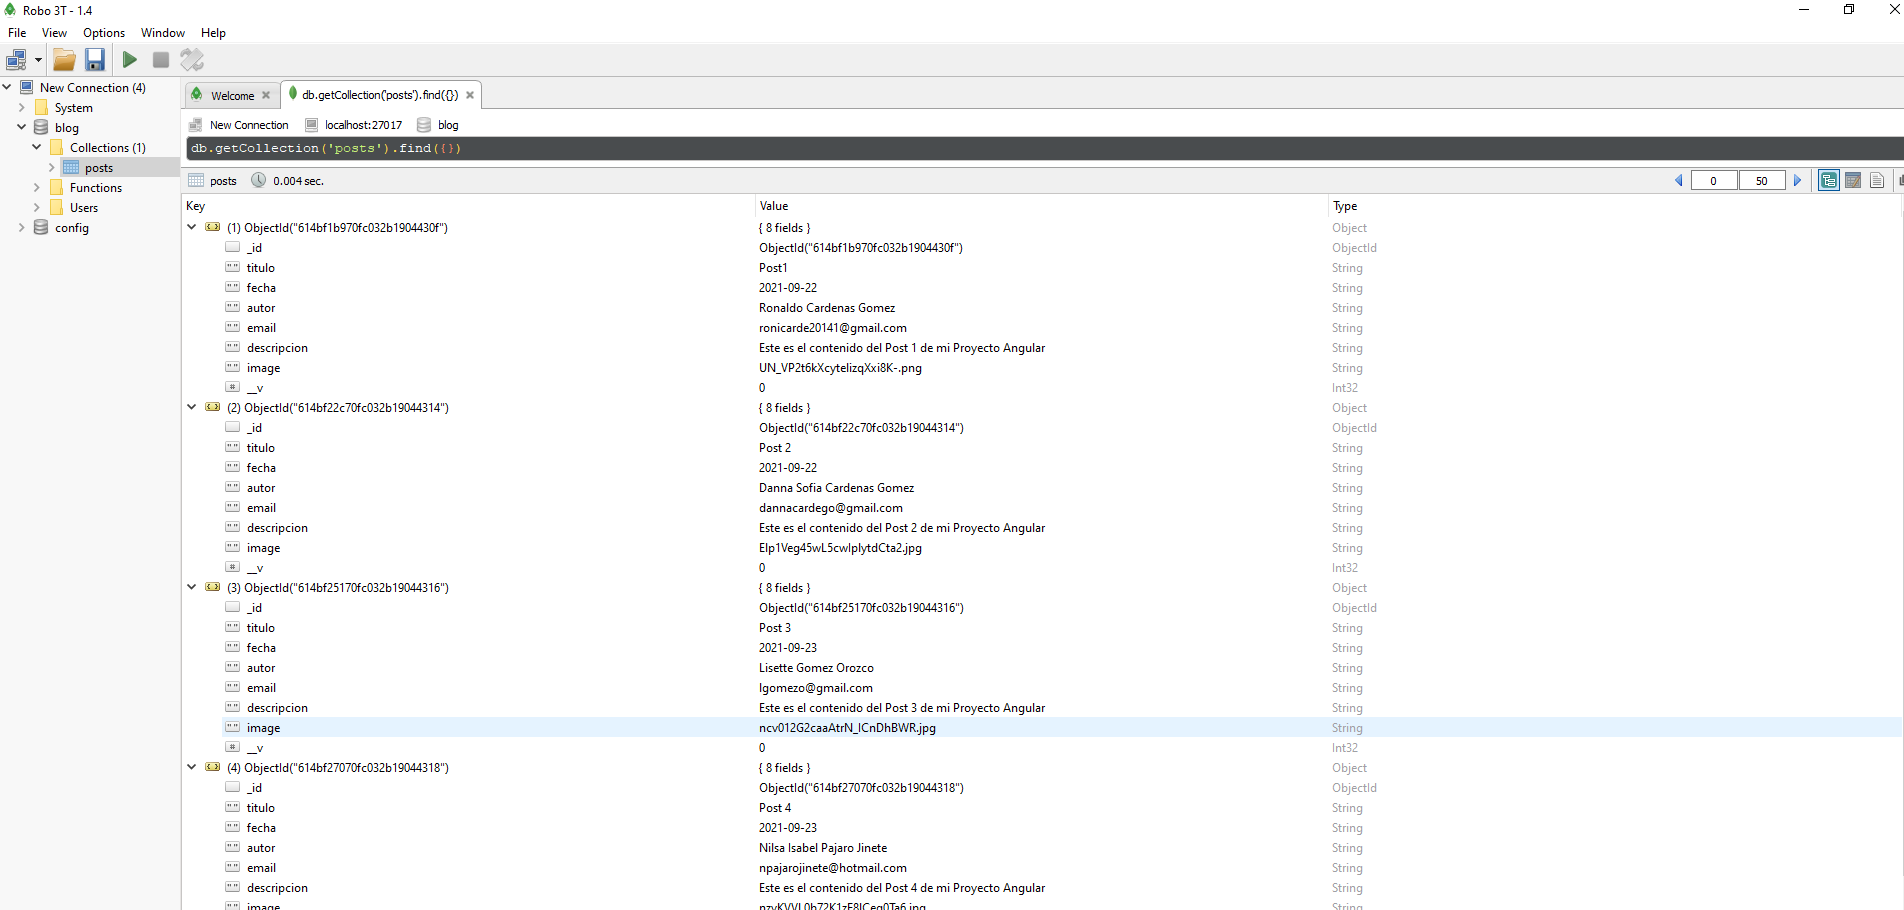 Robo 3T - 1.4
File View Options Window Help
New Connection (4)
System
blog
Collections (1)
posts
Functions
Users
config
Welcome
db.getCollection('posts').find({})
New Connection localhost:27017 blog
db.getCollection('posts').find({})
posts 0.004 sec. 0 50
Key Value Type
(1) ObjectId("614bf1b970fc032b1904430f") { 8 fields } Object
_id ObjectId("614bf1b970fc032b1904430f") ObjectId
titulo Post1 String
fecha 2021-09-22 String
autor Ronaldo Cardenas Gomez String
email ronicarde20141@gmail.com String
descripcion Este es el contenido del Post 1 de mi Proyecto Angular String
image UN_VP2t6kXcytelizqXxi8K-.png String
__v 0 Int32
(2) ObjectId("614bf22c70fc032b19044314") { 8 fields } Object
_id ObjectId("614bf22c70fc032b19044314") ObjectId
titulo Post 2 String
fecha 2021-09-22 String
autor Danna Sofia Cardenas Gomez String
email dannacardego@gmail.com String
descripcion Este es el contenido del Post 2 de mi Proyecto Angular String
image Elp1Veg45wL5cwlplytdCta2.jpg String
__v 0 Int32
(3) ObjectId("614bf25170fc032b19044316") { 8 fields } Object
_id ObjectId("614bf25170fc032b19044316") ObjectId
titulo Post 3 String
fecha 2021-09-23 String
autor Lisette Gomez Orozco String
email lgomezo@gmail.com String
descripcion Este es el contenido del Post 3 de mi Proyecto Angular String
image ncv012G2caaAtrN_ICnDhBWR.jpg String
__v 0 Int32
(4) ObjectId("614bf27070fc032b19044318") { 8 fields } Object
_id ObjectId("614bf27070fc032b19044318") ObjectId
titulo Post 4 String
fecha 2021-09-23 String
autor Nilsa Isabel Pajaro Jinete String
email npajarojinete@hotmail.com String
descripcion Este es el contenido del Post 4 de mi Proyecto Angular String
image String